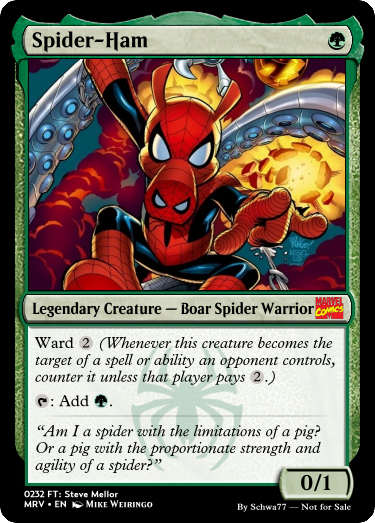 Spider-Ham
Legendary Creature — Boar Spider Warrior
MARVEL
COMICS
Ward 2 (Whenever this creature becomes the
target of a spell or ability an opponent controls,
counter it unless that player pays 2.)
: Add .
“Am I a spider with the limitations of a pig?
Or a pig with the proportionate strength and
agility of a spider?”
0/1
0232 FT: Steve Mellor
MRV • EN Mike Weiringo
By Schwa77 — Not for Sale